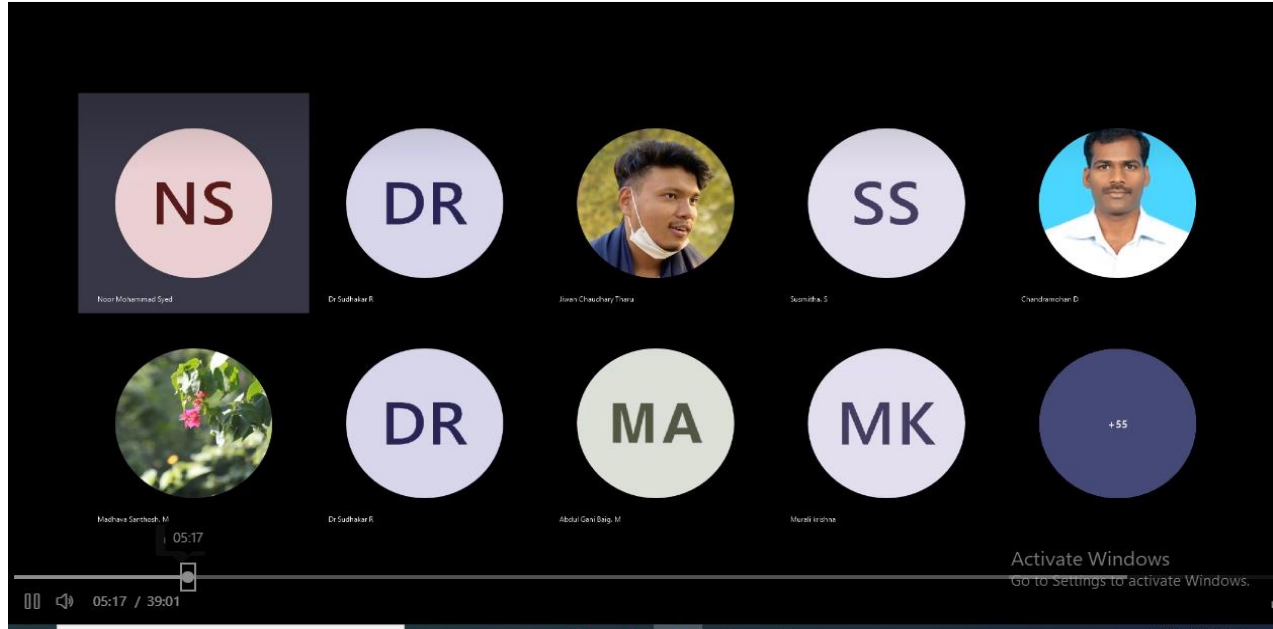 NS
DR
SS
Noor Mohammad Syed
Dr Sudhakar R
Jiwan Chaudhary Tharu
Susmitha. S
Chandramohan D
DR
MA
MK
+55
Madhava Santhosh. M
Dr Sudhakar R
Abdul Gani Baig. M
Murali krishna
05:17
Activate Windows
Go to Settings to activate Windows.
05:17 / 39:01